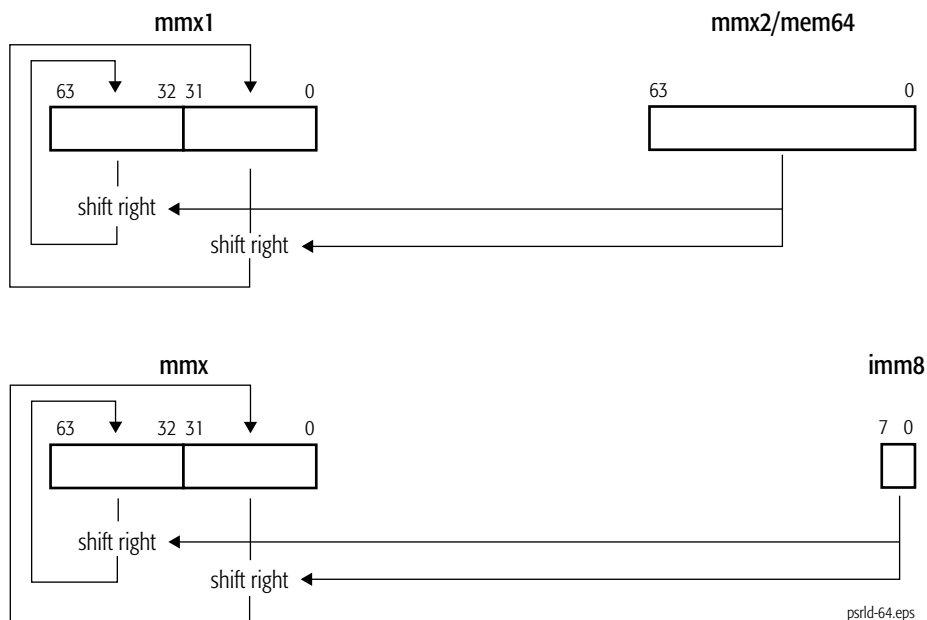 mmx1 mmx2/mem64
63 32 31 0 63 0
shift right
shift right
mmx imm8
63 32 31 0 7 0
shift right
shift right
psrld-64.eps